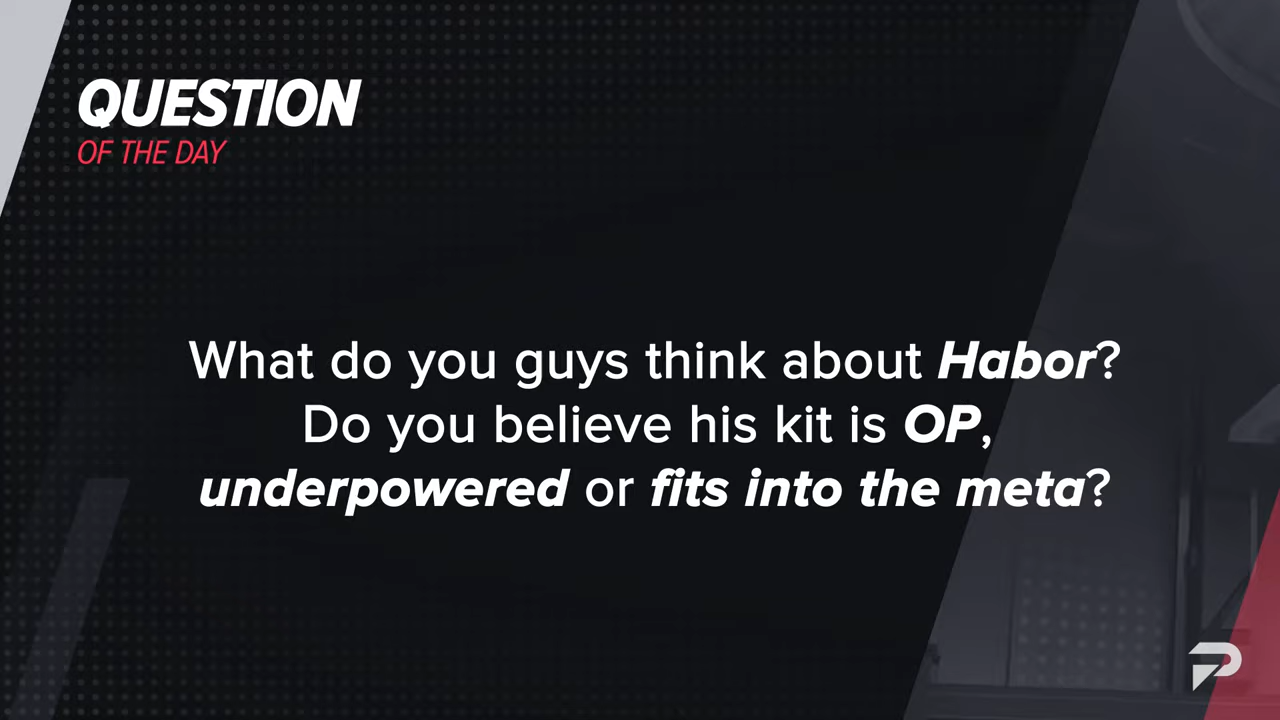 QUESTION
OF THE DAY
What do you guys think about Habor?
Do you believe his kit is OP,
underpowered or fits into the meta?